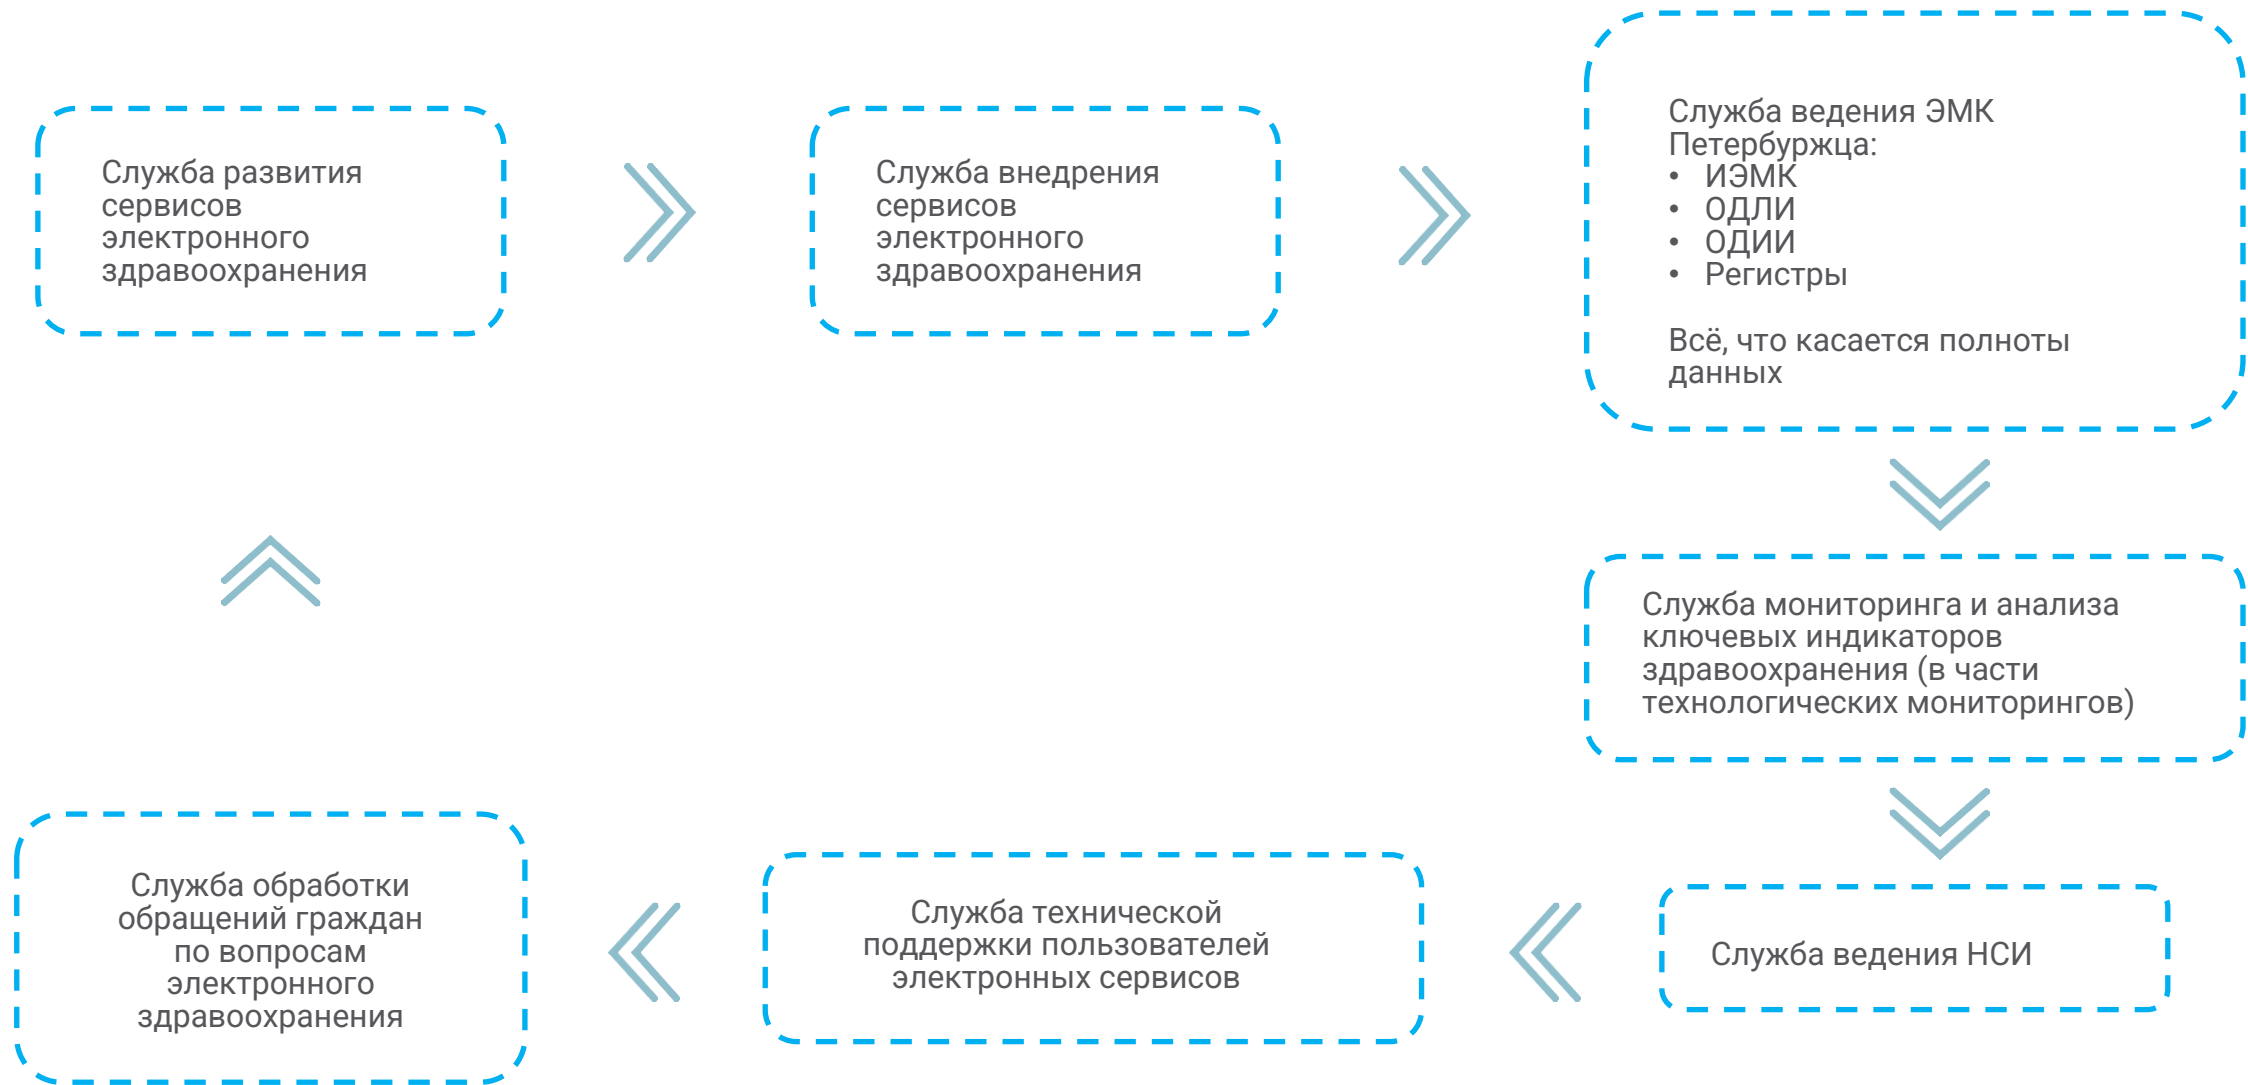 Служба развития
сервисов
электронного
здравоохранения
Служба внедрения
сервисов
электронного
здравоохранения
Служба ведения ЭМК
Петербуржца:
• ИЭМК
• ОДЛИ
• ОДИИ
• Регистры
Всё, что касается полноты
данных
Служба мониторинга и анализа
ключевых индикаторов
здравоохранения (в части
технологических мониторингов)
Служба ведения НСИ
Служба технической
поддержки пользователей
электронных сервисов
Служба обработки
обращений граждан
по вопросам
электронного
здравоохранения